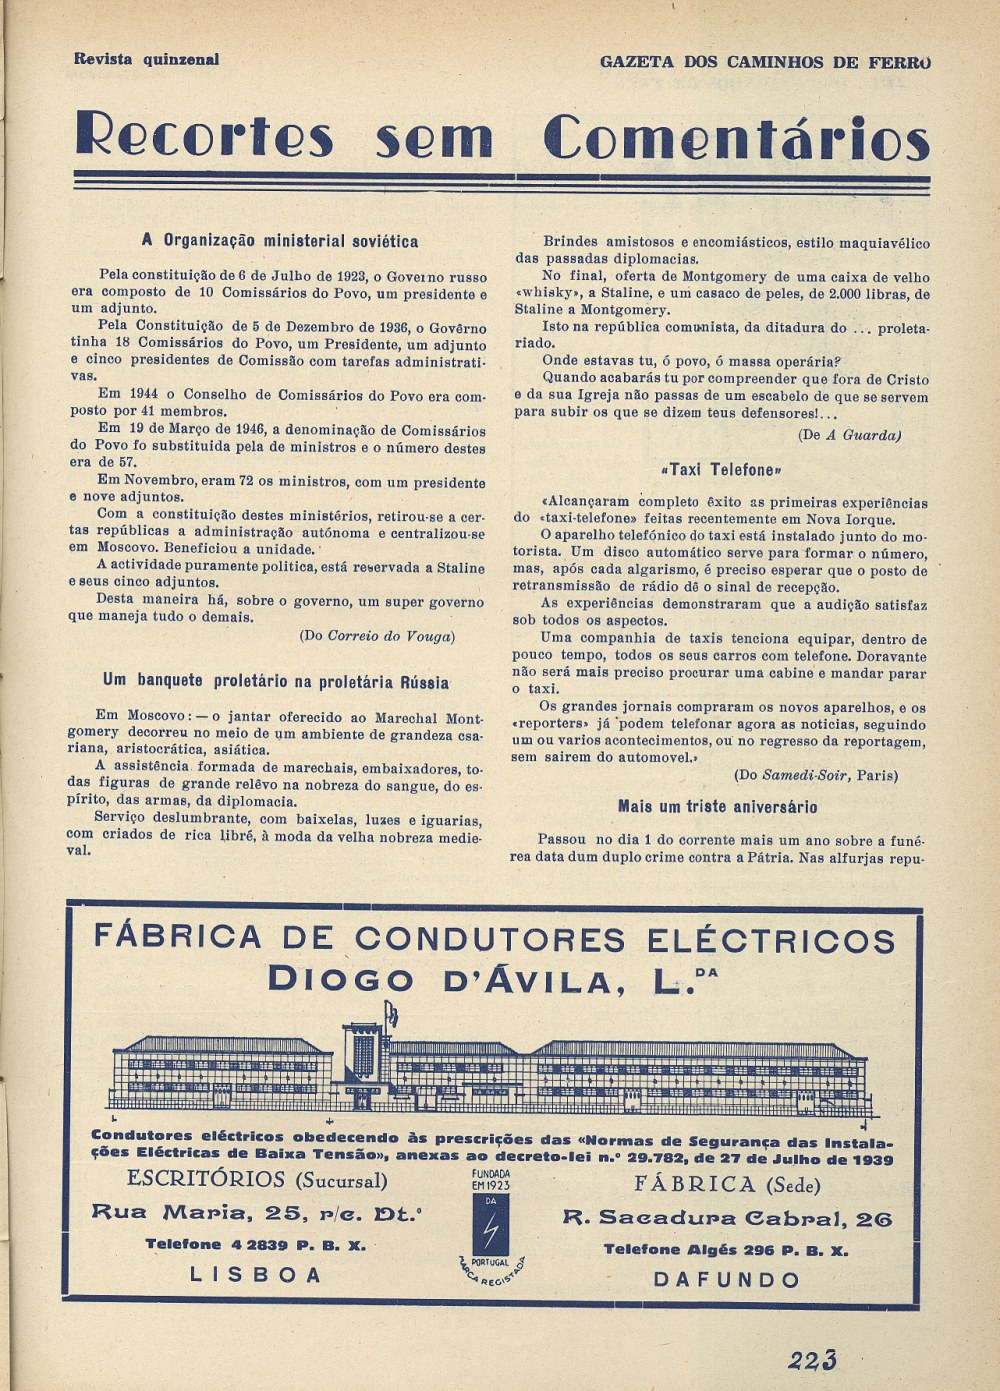 Revista quinzenal
GAZETA DOS CAMINHOS DE FERRO
Recortes sem Comentários
A Organização ministerial soviética
Pela constituição de 6 de Julho de 1923, o Governo russo
era composto de 10 Comissários do Povo, um presidente e
um adjunto.
Pela Constituição de 5 de Dezembro de 1936, o Govêrno
tinha 18 Comissários do Povo, um Presidente, um adjunto
e cinco presidentes de Comissão com tarefas administrati-
vas.
Em 1944 o Conselho de Comissários do Povo era com-
posto por 41 membros.
Em 19 de Março de 1946, a denominação de Comissários
do Povo fo substituida pela de ministros e o número destes
era de 57.
Em Novembro, eram 72 os ministros, com um presidente
e nove adjuntos.
Com a constituição destes ministérios, retirou-se a cer-
tas repúblicas a administração autónoma e centralizou-se
em Moscovo. Beneficiou a unidade.
A actividade puramente politica, está reservada a Staline
e seus cinco adjuntos.
Desta maneira há, sobre o governo, um super governo
que maneja tudo o demais.
(Do Correio do Vouga)
Um banquete proletário na proletária Rússia
Em Moscovo: — o jantar oferecido ao Marechal Mont-
gomery decorreu no meio de um ambiente de grandeza csa-
riana, aristocrática, asiática.
A assistência formada de marechais, embaixadores, to-
das figuras de grande relêvo na nobreza do sangue, do es-
pírito, das armas, da diplomacia.
Serviço deslumbrante, com baixelas, luzes e iguarias,
com criados de rica libré, à moda da velha nobreza medie-
val.
Brindes amistosos e encomiásticos, estilo maquiavélico
das passadas diplomacias.
No final, oferta de Montgomery de uma caixa de velho
«whisky», a Staline, e um casaco de peles, de 2.000 libras, de
Staline a Montgomery.
Isto na república comunista, da ditadura do ... proleta-
riado.
Onde estavas tu, ó povo, ó massa operária?
Quando acabarás tu por compreender que fora de Cristo
e da sua Igreja não passas de um escabelo de que se servem
para subir os que se dizem teus defensores!...
(De A Guarda)
«Taxi Telefone»
«Alcançaram completo êxito as primeiras experiências
do «taxi-telefone» feitas recentemente em Nova Iorque.
O aparelho telefónico do taxi está instalado junto do mo-
torista. Um disco automático serve para formar o número,
mas, após cada algarismo, é preciso esperar que o posto de
retransmissão de rádio dê o sinal de recepção.
As experiências demonstraram que a audição satisfaz
sob todos os aspectos.
Uma companhia de taxis tenciona equipar, dentro de
pouco tempo, todos os seus carros com telefone. Doravante
não será mais preciso procurar uma cabine e mandar parar
o taxi.
Os grandes jornais compraram os novos aparelhos, e os
«reporters» já podem telefonar agora as noticias, seguindo
um ou varios acontecimentos, ou no regresso da reportagem,
sem sairem do automovel.»
(Do Samedi-Soir, Paris)
Mais um triste aniversário
Passou no dia 1 do corrente mais um ano sobre a funé-
rea data dum duplo crime contra a Pátria. Nas alfurjas repu-
FÁBRICA DE CONDUTORES ELÉCTRICOS
DIOGO D'ÁVILA, L.DA
Condutores eléctricos obedecendo às prescrições das «Normas de Segurança das Instala-
ções Eléctricas de Baixa Tensão», anexas ao decreto-lei n.º 29.782, de 27 de Julho de 1939
ESCRITÓRIOS (Sucursal)
Rua Maria, 25, r/c. Dt.º
Telefone 4 2839 P. B. X.
LISBOA
FUNDADA
EM 1923
DA
PORTUGAL
MARCA REGISTADA
FÁBRICA (Sede)
R. Sacadura Cabral, 26
Telefone Algés 296 P. B. X.
DAFUNDO
223